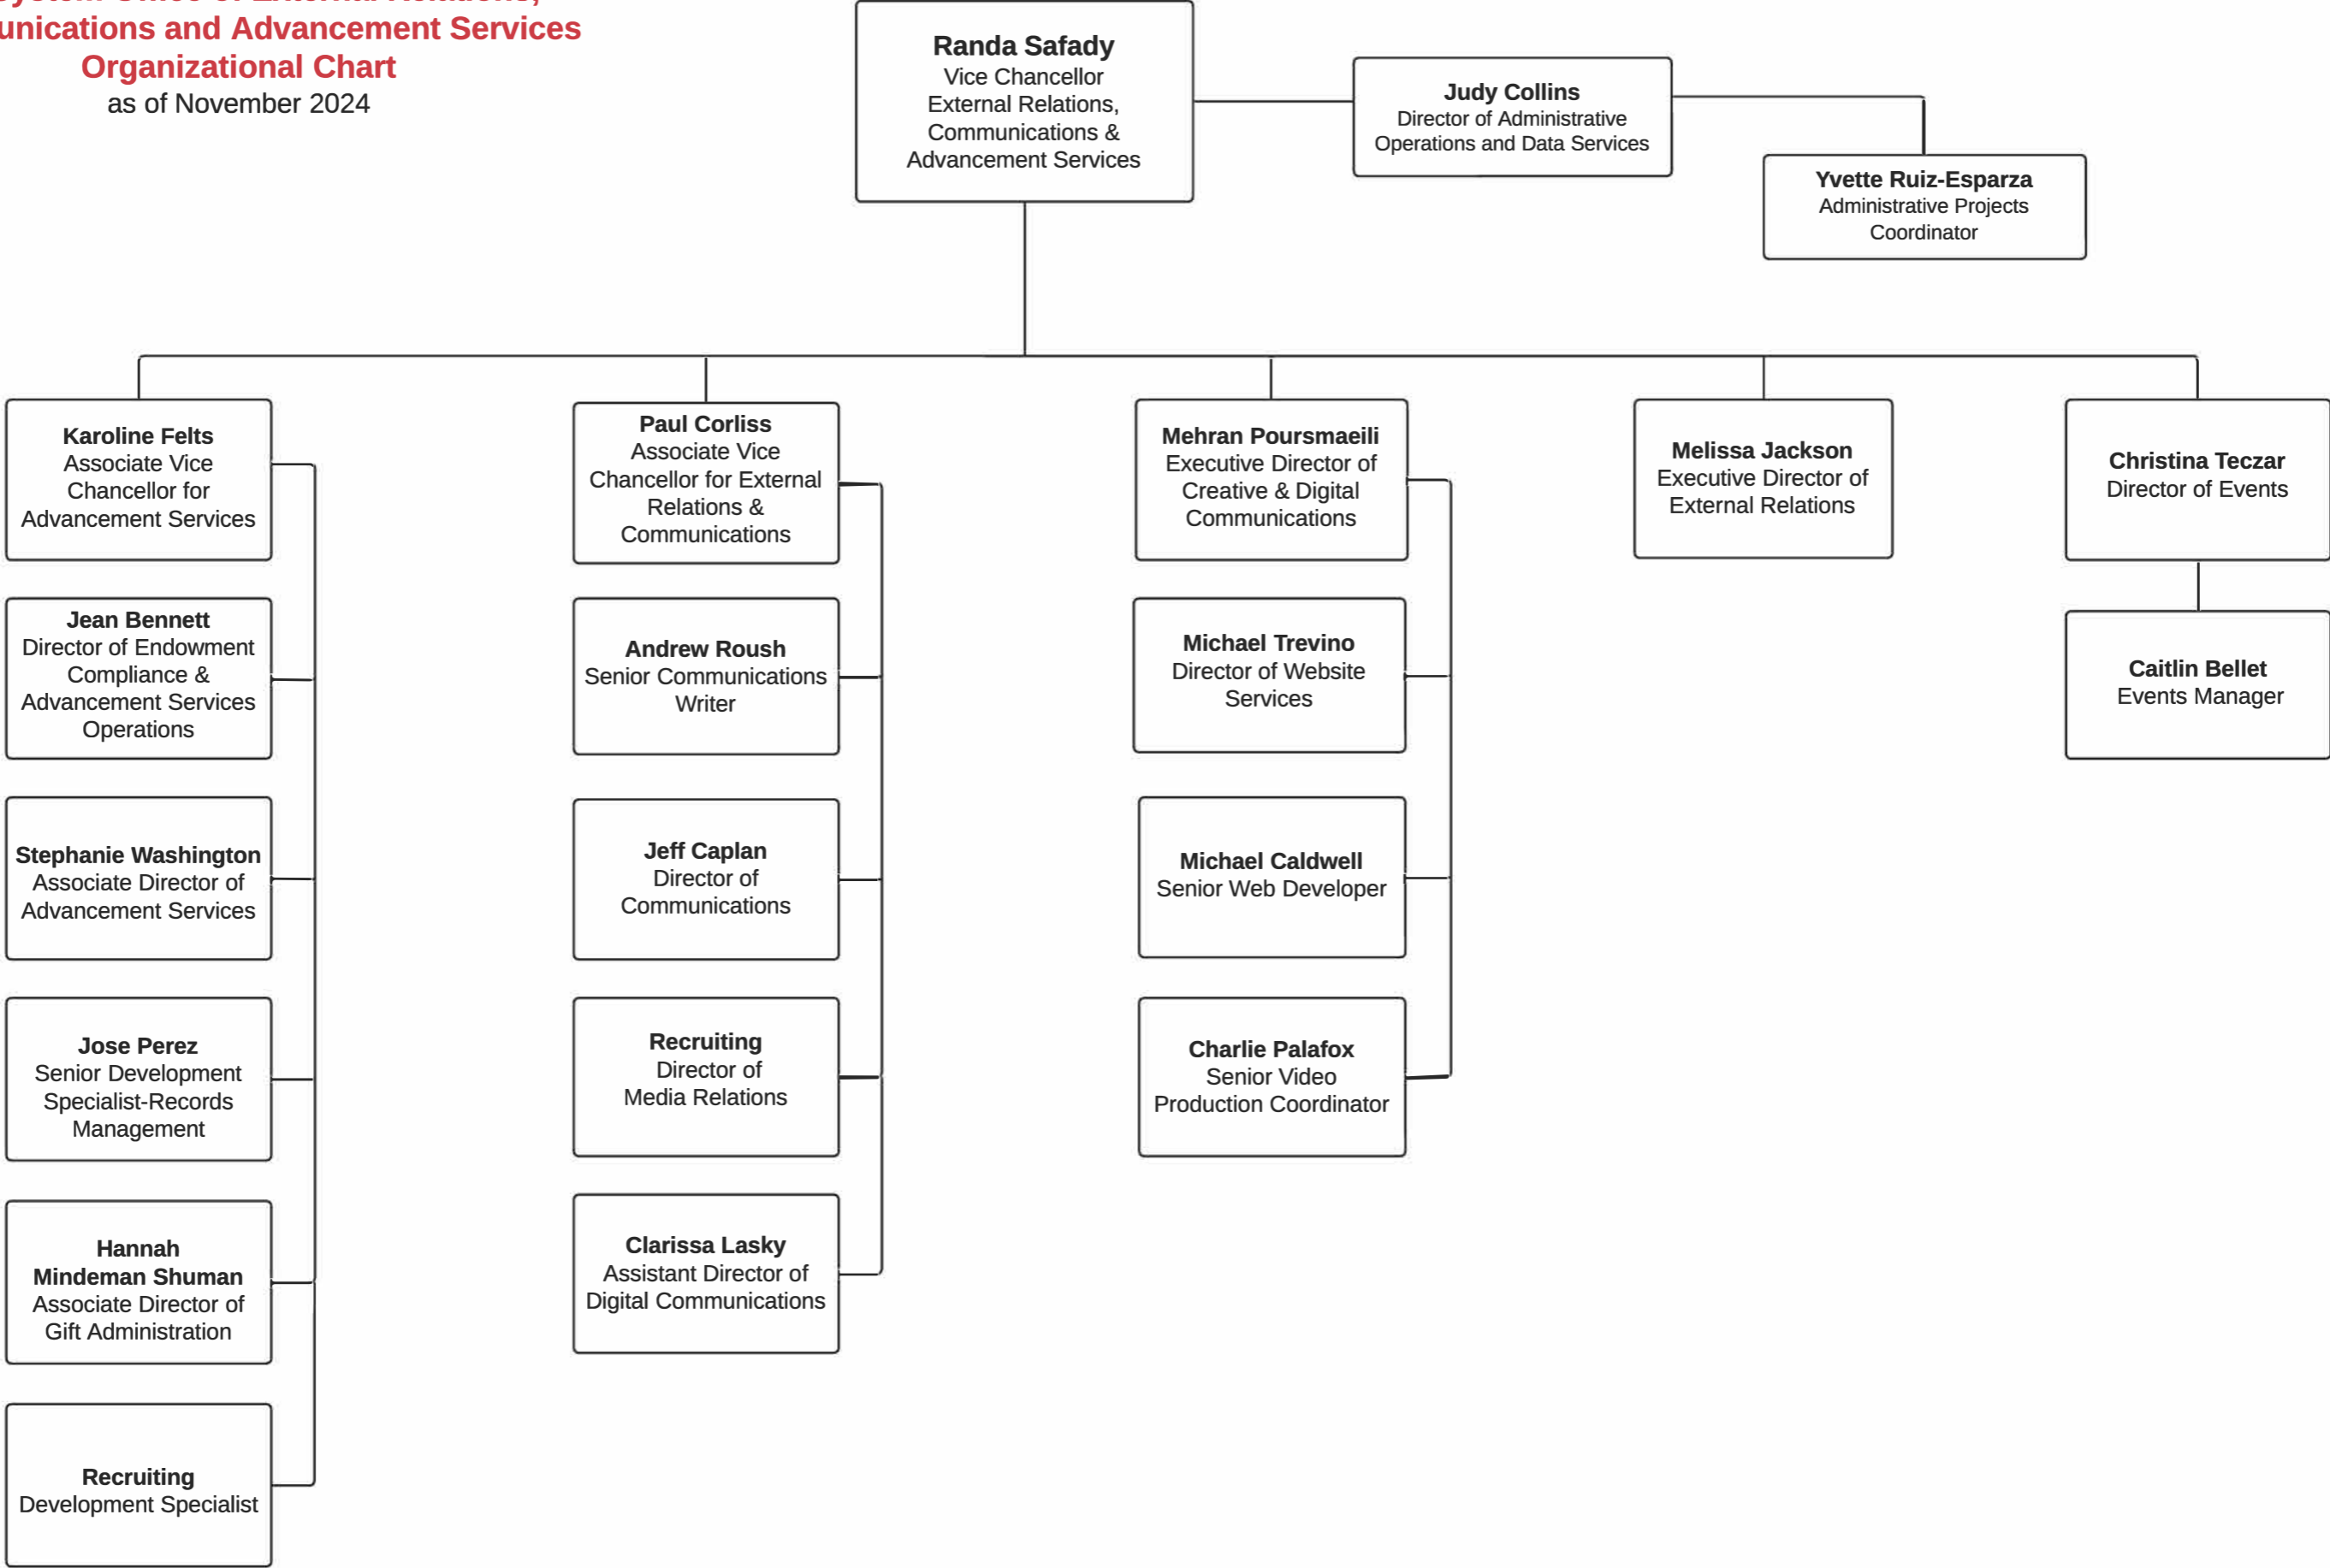 unications and Advancement Services
Organizational Chart
as of November 2024
Randa Safady
Vice Chancellor
External Relations,
Communications &
Advancement Services
Judy Collins
Director of Administrative
Operations and Data Services
Yvette Ruiz-Esparza
Administrative Projects
Coordinator
Karoline Felts
Associate Vice
Chancellor for
Advancement Services
Jean Bennett
Director of Endowment
Compliance &
Advancement Services
Operations
Stephanie Washington
Associate Director of
Advancement Services
Jose Perez
Senior Development
Specialist-Records
Management
Hannah
Mindeman Shuman
Associate Director of
Gift Administration
Recruiting
Development Specialist
Paul Corliss
Associate Vice
Chancellor for External
Relations &
Communications
Andrew Roush
Senior Communications
Writer
Jeff Caplan
Director of
Communications
Recruiting
Director of
Media Relations
Clarissa Lasky
Assistant Director of
Digital Communications
Mehran Poursmaeili
Executive Director of
Creative & Digital
Communications
Michael Trevino
Director of Website
Services
Michael Caldwell
Senior Web Developer
Charlie Palafox
Senior Video
Production Coordinator
Melissa Jackson
Executive Director of
External Relations
Christina Teczar
Director of Events
Caitlin Bellet
Events Manager